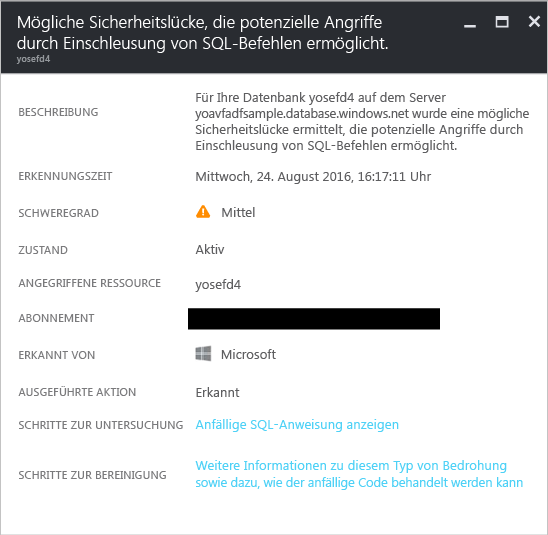 Mögliche Sicherheitslücke, die potenzielle Angriffe
durch Einschleusung von SQL-Befehlen ermöglicht.
yosefd4
BESCHREIBUNG
Für Ihre Datenbank yosefd4 auf dem Server
yoavfadfsample.database.windows.net wurde eine mögliche
Sicherheitslücke ermittelt, die potenzielle Angriffe durch
Einschleusung von SQL-Befehlen ermöglicht.
ERKENNUNGSZEIT
Mittwoch, 24. August 2016, 16:17:11 Uhr
SCHWEREGRAD
Mittel
ZUSTAND
Aktiv
ANGEGRIFFENE RESSOURCE
yosefd4
ABONNEMENT
ERKANNT VON
Microsoft
AUSGEFÜHRTE AKTION
Erkannt
SCHRITTE ZUR UNTERSUCHUNG
Anfällige SQL-Anweisung anzeigen
SCHRITTE ZUR BEREINIGUNG
Weitere Informationen zu diesem Typ von Bedrohung
sowie dazu, wie der anfällige Code behandelt werden kann